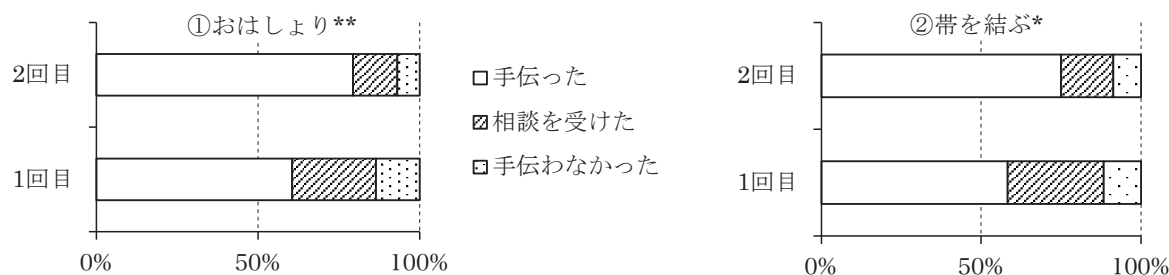 ①おはしょり**
2回目
1回目
0%
50%
100%
手伝った
相談を受けた
手伝わなかった
②帯を結ぶ*
2回目
1回目
0%
50%
100%